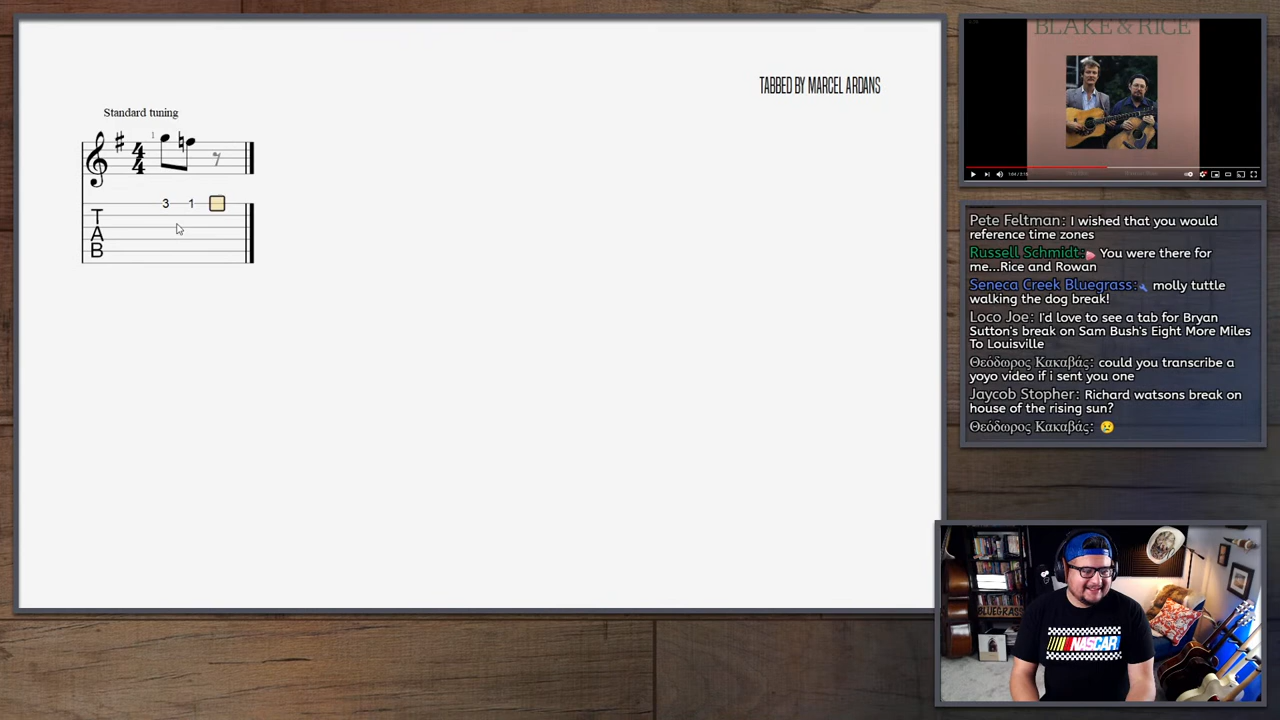 BLAKE & RICE
TABBED BY MARCEL ARDANS
Standard tuning
1
4
4
3 1
T
A
B
Pete Feltman: I wished that you would
reference time zones
Russell Schmidt: You were there for
me...Rice and Rowan
Seneca Creek Bluegrass: molly tuttle
walking the dog break!
Loco Joe: I'd love to see a tab for Bryan
Sutton's break on Sam Bush's Eight More Miles
To Louisville
Θεόδωρος Κακαβάς: could you transcribe a
yoyo video if i sent you one
Jaycob Stopher: Richard watsons break on
house of the rising sun?
Θεόδωρος Κακαβάς: 😢
BLUEGRASS
NASCAR